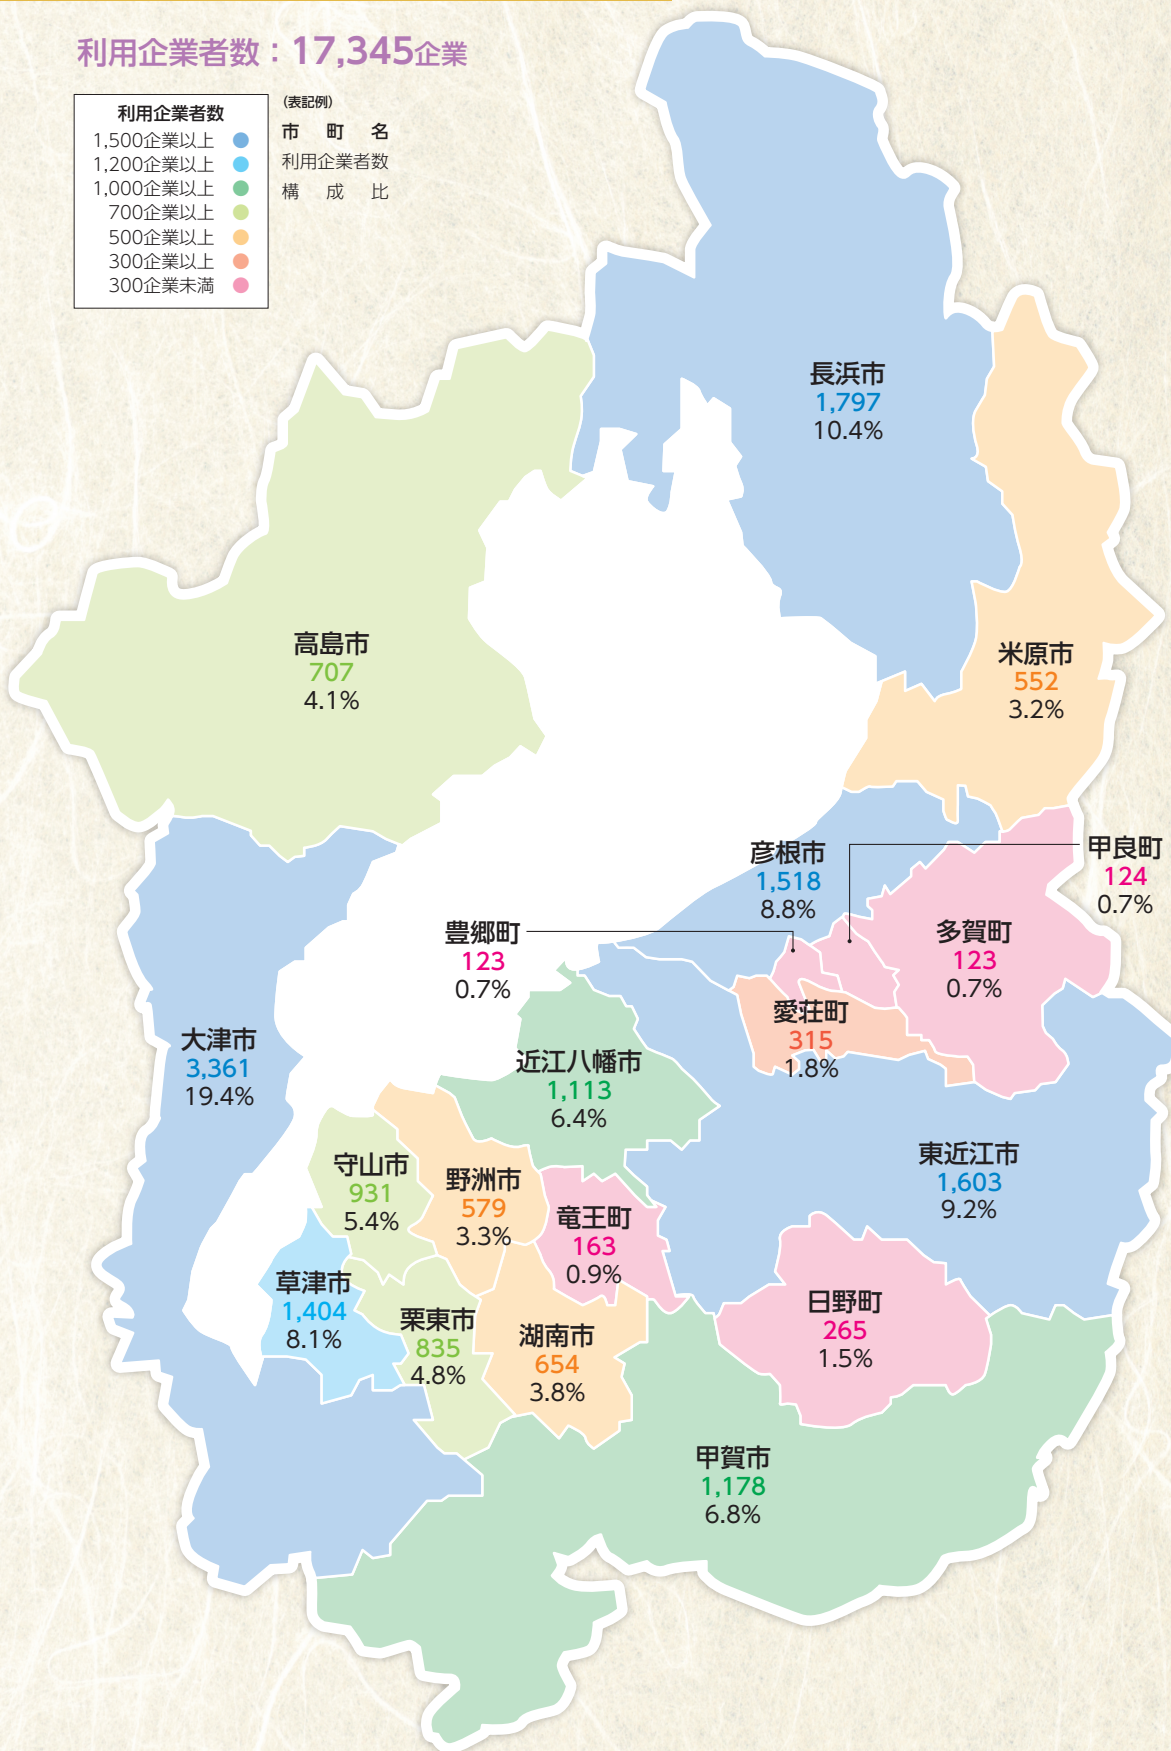 利用企業者数：17,345企業
利用企業者数
1,500企業以上
1,200企業以上
1,000企業以上
700企業以上
500企業以上
300企業以上
300企業未満
(表記例)
市 町 名
利用企業者数
構 成 比
長浜市
1,797
10.4%
高島市
707
4.1%
米原市
552
3.2%
彦根市
1,518
8.8%
甲良町
124
0.7%
豊郷町
123
0.7%
多賀町
123
0.7%
愛荘町
315
1.8%
大津市
3,361
19.4%
近江八幡市
1,113
6.4%
東近江市
1,603
9.2%
守山市
931
5.4%
野洲市
579
3.3%
竜王町
163
0.9%
草津市
1,404
8.1%
栗東市
835
4.8%
湖南市
654
3.8%
日野町
265
1.5%
甲賀市
1,178
6.8%